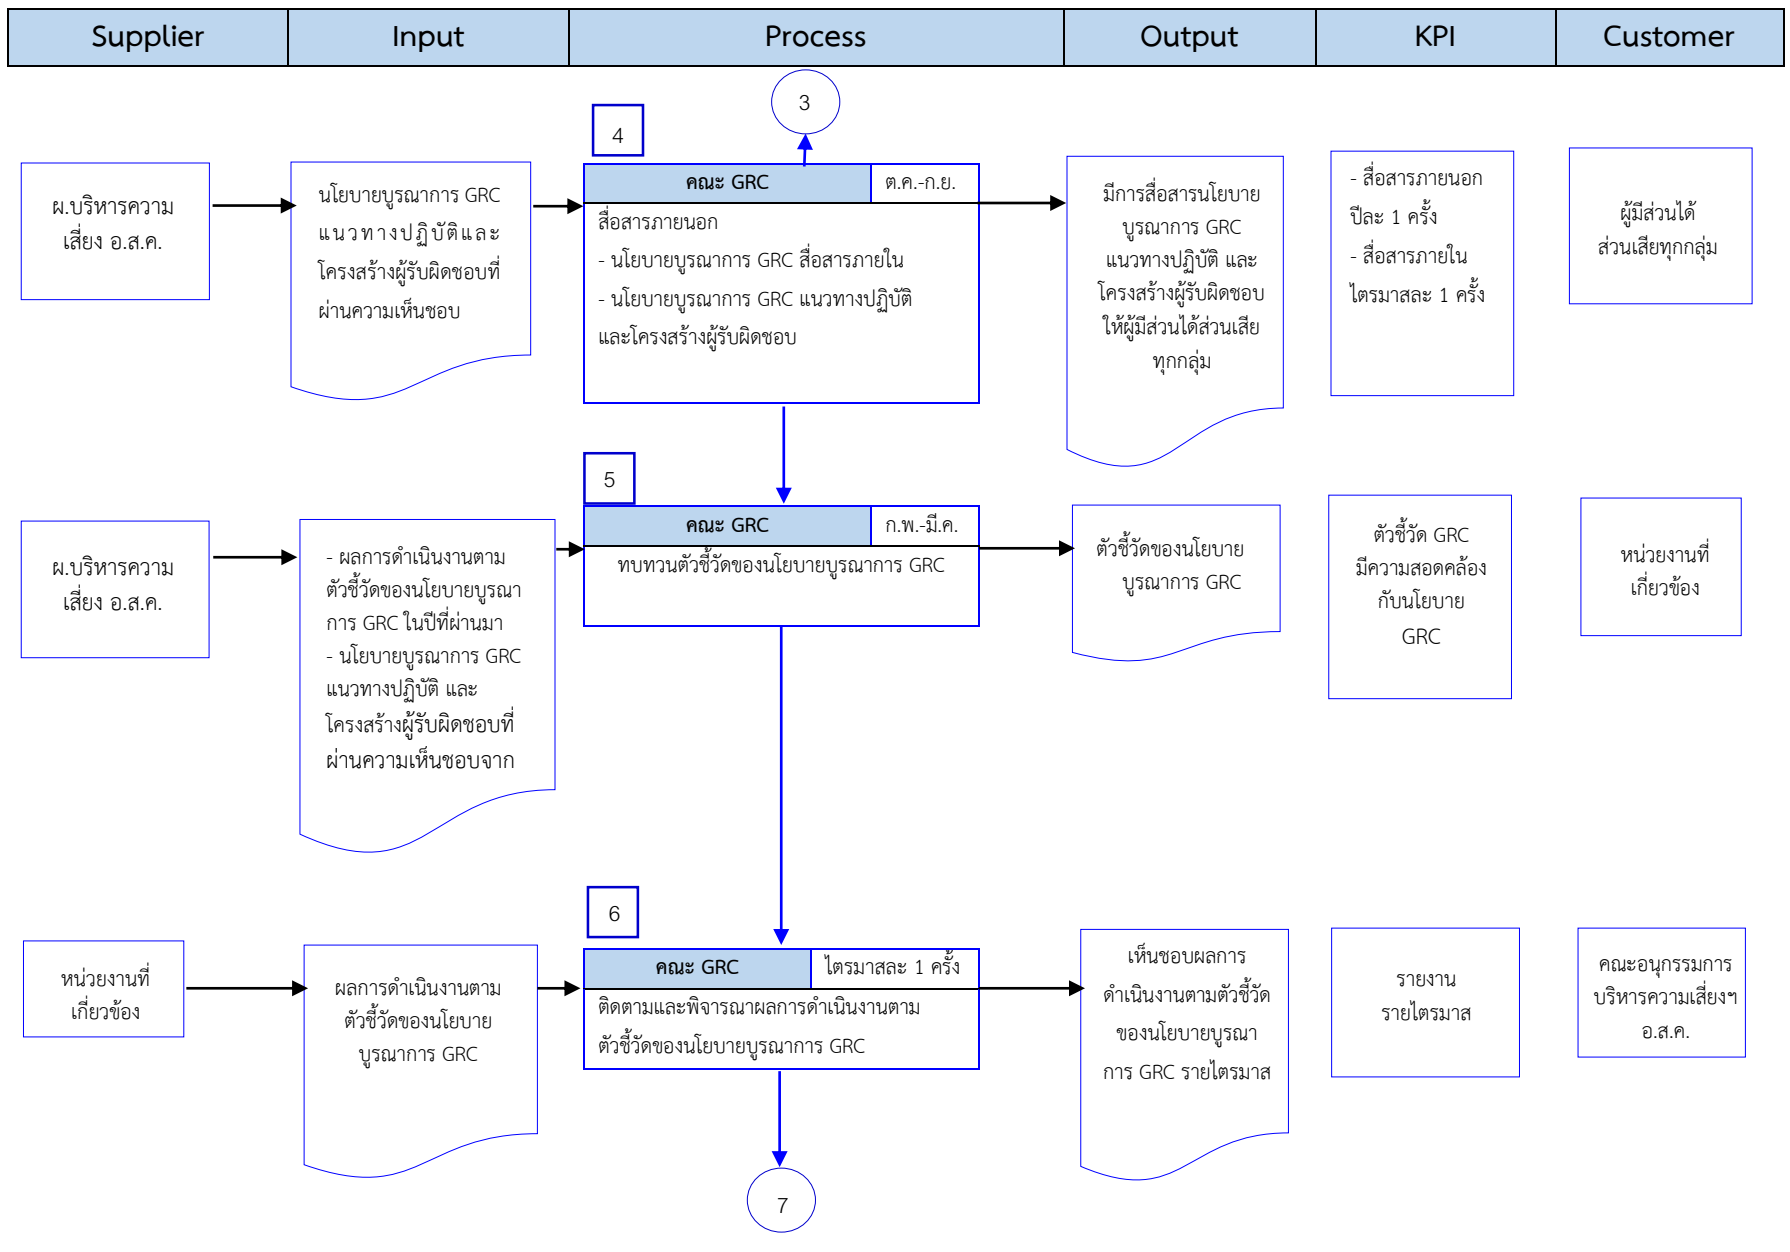 Supplier
Input
Process
Output
KPI
Customer
3
4
ผ.บริหารความ
เสี่ยง อ.ส.ค.
นโยบายบูรณาการ GRC
แนวทางปฏิบัติและ
โครงสร้างผู้รับผิดชอบที่
ผ่านความเห็นชอบ
คณะ GRC
ต.ค.-ก.ย.
สื่อสารภายนอก
- นโยบายบูรณาการ GRC สื่อสารภายใน
- นโยบายบูรณาการ GRC แนวทางปฏิบัติ
และโครงสร้างผู้รับผิดชอบ
มีการสื่อสารนโยบาย
บูรณาการ GRC
แนวทางปฏิบัติ และ
โครงสร้างผู้รับผิดชอบ
ให้ผู้มีส่วนได้ส่วนเสีย
ทุกกลุ่ม
- สื่อสารภายนอก
ปีละ 1 ครั้ง
- สื่อสารภายใน
ไตรมาสละ 1 ครั้ง
ผู้มีส่วนได้
ส่วนเสียทุกกลุ่ม
5
ผ.บริหารความ
เสี่ยง อ.ส.ค.
- ผลการดำเนินงานตาม
ตัวชี้วัดของนโยบายบูรณา
การ GRC ในปีที่ผ่านมา
- นโยบายบูรณาการ GRC
แนวทางปฏิบัติ และ
โครงสร้างผู้รับผิดชอบที่
ผ่านความเห็นชอบจาก
คณะ GRC
ก.พ.-มี.ค.
ทบทวนตัวชี้วัดของนโยบายบูรณาการ GRC
ตัวชี้วัดของนโยบาย
บูรณาการ GRC
ตัวชี้วัด GRC
มีความสอดคล้อง
กับนโยบาย
GRC
หน่วยงานที่
เกี่ยวข้อง
6
หน่วยงานที่
เกี่ยวข้อง
ผลการดำเนินงานตาม
ตัวชี้วัดของนโยบาย
บูรณาการ GRC
คณะ GRC
ไตรมาสละ 1 ครั้ง
ติดตามและพิจารณาผลการดำเนินงานตาม
ตัวชี้วัดของนโยบายบูรณาการ GRC
เห็นชอบผลการ
ดำเนินงานตามตัวชี้วัด
ของนโยบายบูรณา
การ GRC รายไตรมาส
รายงาน
รายไตรมาส
คณะอนุกรรมการ
บริหารความเสี่ยงฯ
อ.ส.ค.
7